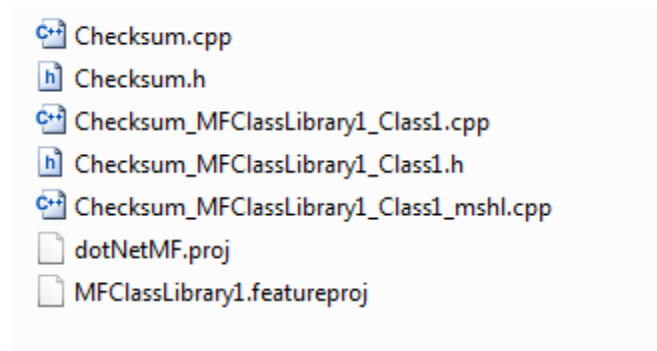 Checksum.cpp
Checksum.h
Checksum_MFClassLibrary1_Class1.cpp
Checksum_MFClassLibrary1_Class1.h
Checksum_MFClassLibrary1_Class1_mshl.cpp
dotNetMF.proj
MFClassLibrary1.featureproj